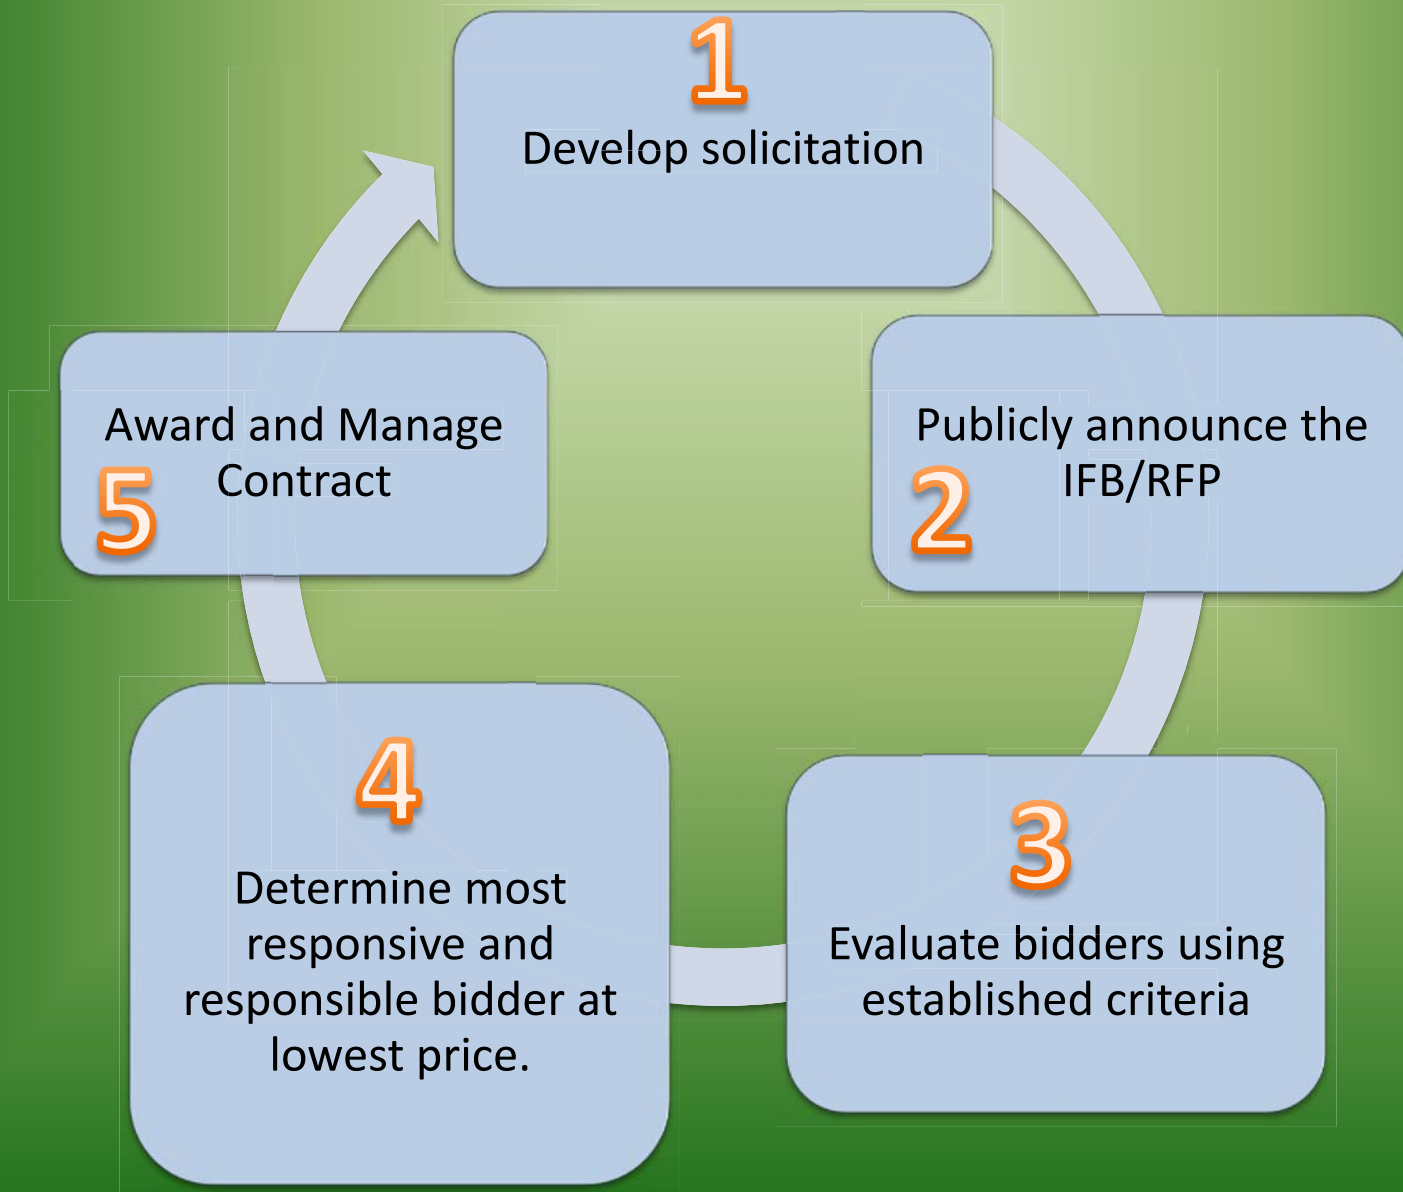 1
Develop solicitation
2
Publicly announce the
IFB/RFP
3
Evaluate bidders using
established criteria
4
Determine most
responsive and
responsible bidder at
lowest price.
5
Award and Manage
Contract